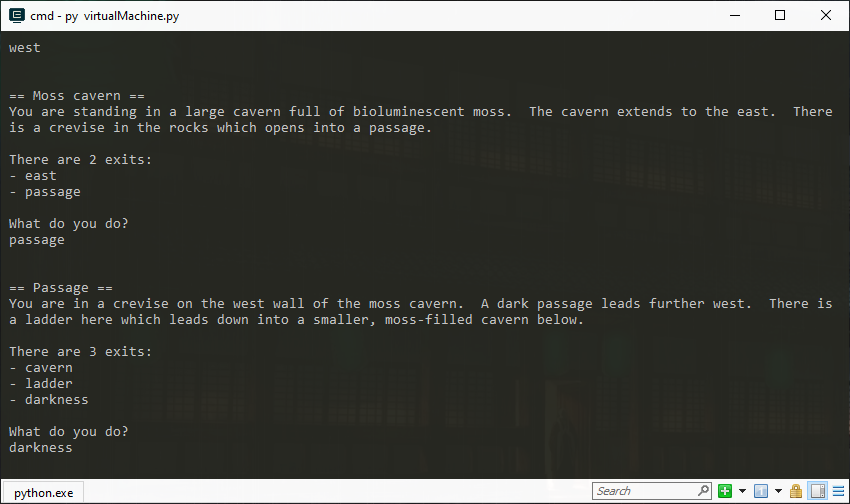 cmd - py  virtualMachine.py
west
== Moss cavern ==
You are standing in a large cavern full of bioluminescent moss.  The cavern extends to the east.  There
is a crevise in the rocks which opens into a passage.
There are 2 exits:
- east
- passage
What do you do?
passage
== Passage ==
You are in a crevise on the west wall of the moss cavern.  A dark passage leads further west.  There is
a ladder here which leads down into a smaller, moss-filled cavern below.
There are 3 exits:
- cavern
- ladder
- darkness
What do you do?
darkness
python.exe
Search